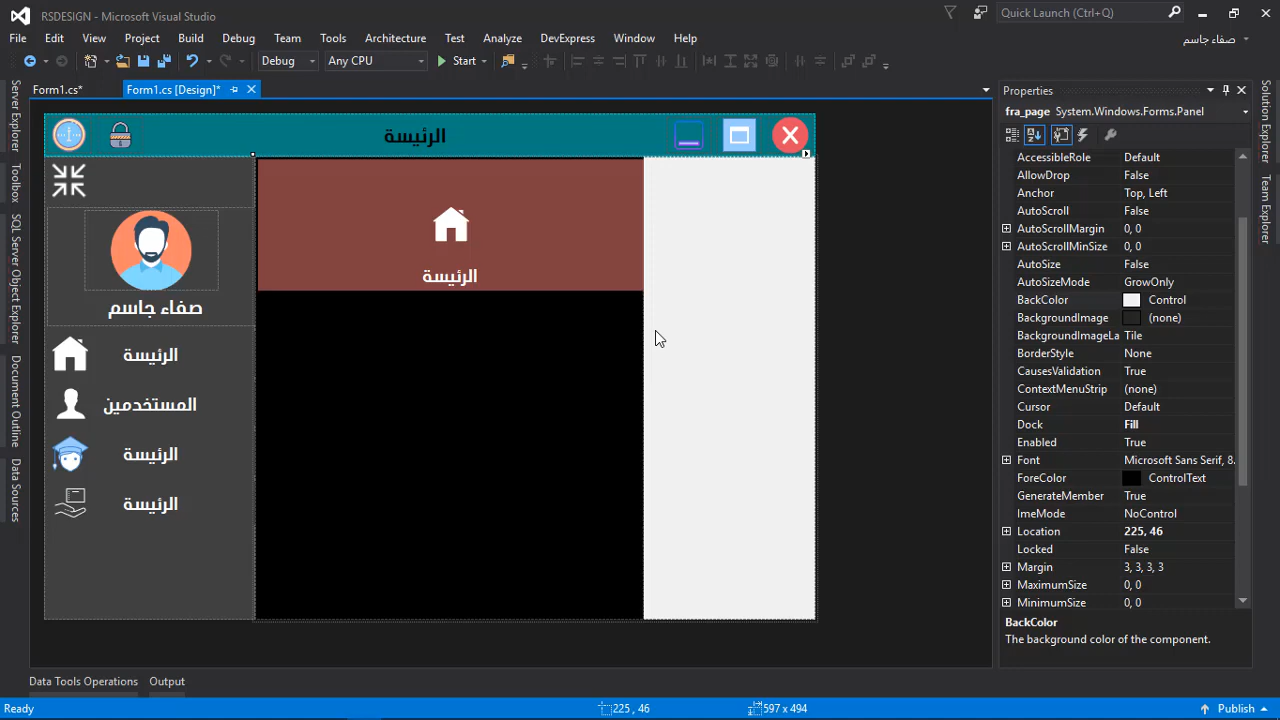 RSDESIGN - Microsoft Visual Studio
Quick Launch (Ctrl+Q)
File Edit View Project Build Debug Team Tools Architecture Test Analyze DevExpress Window Help
صفاء جاسم
Debug Any CPU Start
Form1.cs* Form1.cs [Design]*
Server Explorer
Toolbox
SQL Server Object Explorer
Document Outline
Data Sources
الرئيسة
صفاء جاسم
الرئيسة
المستخدمين
الرئيسة
الرئيسة
الرئيسة
Properties
fra_page System.Windows.Forms.Panel
AccessibleRole Default
AllowDrop False
Anchor Top, Left
AutoScroll False
AutoScrollMargin 0, 0
AutoScrollMinSize 0, 0
AutoSize False
AutoSizeMode GrowOnly
BackColor Control
BackgroundImage (none)
BackgroundImageLa Tile
BorderStyle None
CausesValidation True
ContextMenuStrip (none)
Cursor Default
Dock Fill
Enabled True
Font Microsoft Sans Serif, 8.
ForeColor ControlText
GenerateMember True
ImeMode NoControl
Location 225, 46
Locked False
Margin 3, 3, 3, 3
MaximumSize 0, 0
MinimumSize 0, 0
BackColor
The background color of the component.
Solution Explorer
Team Explorer
Data Tools Operations Output
Ready 225 , 46 597 x 494 Publish